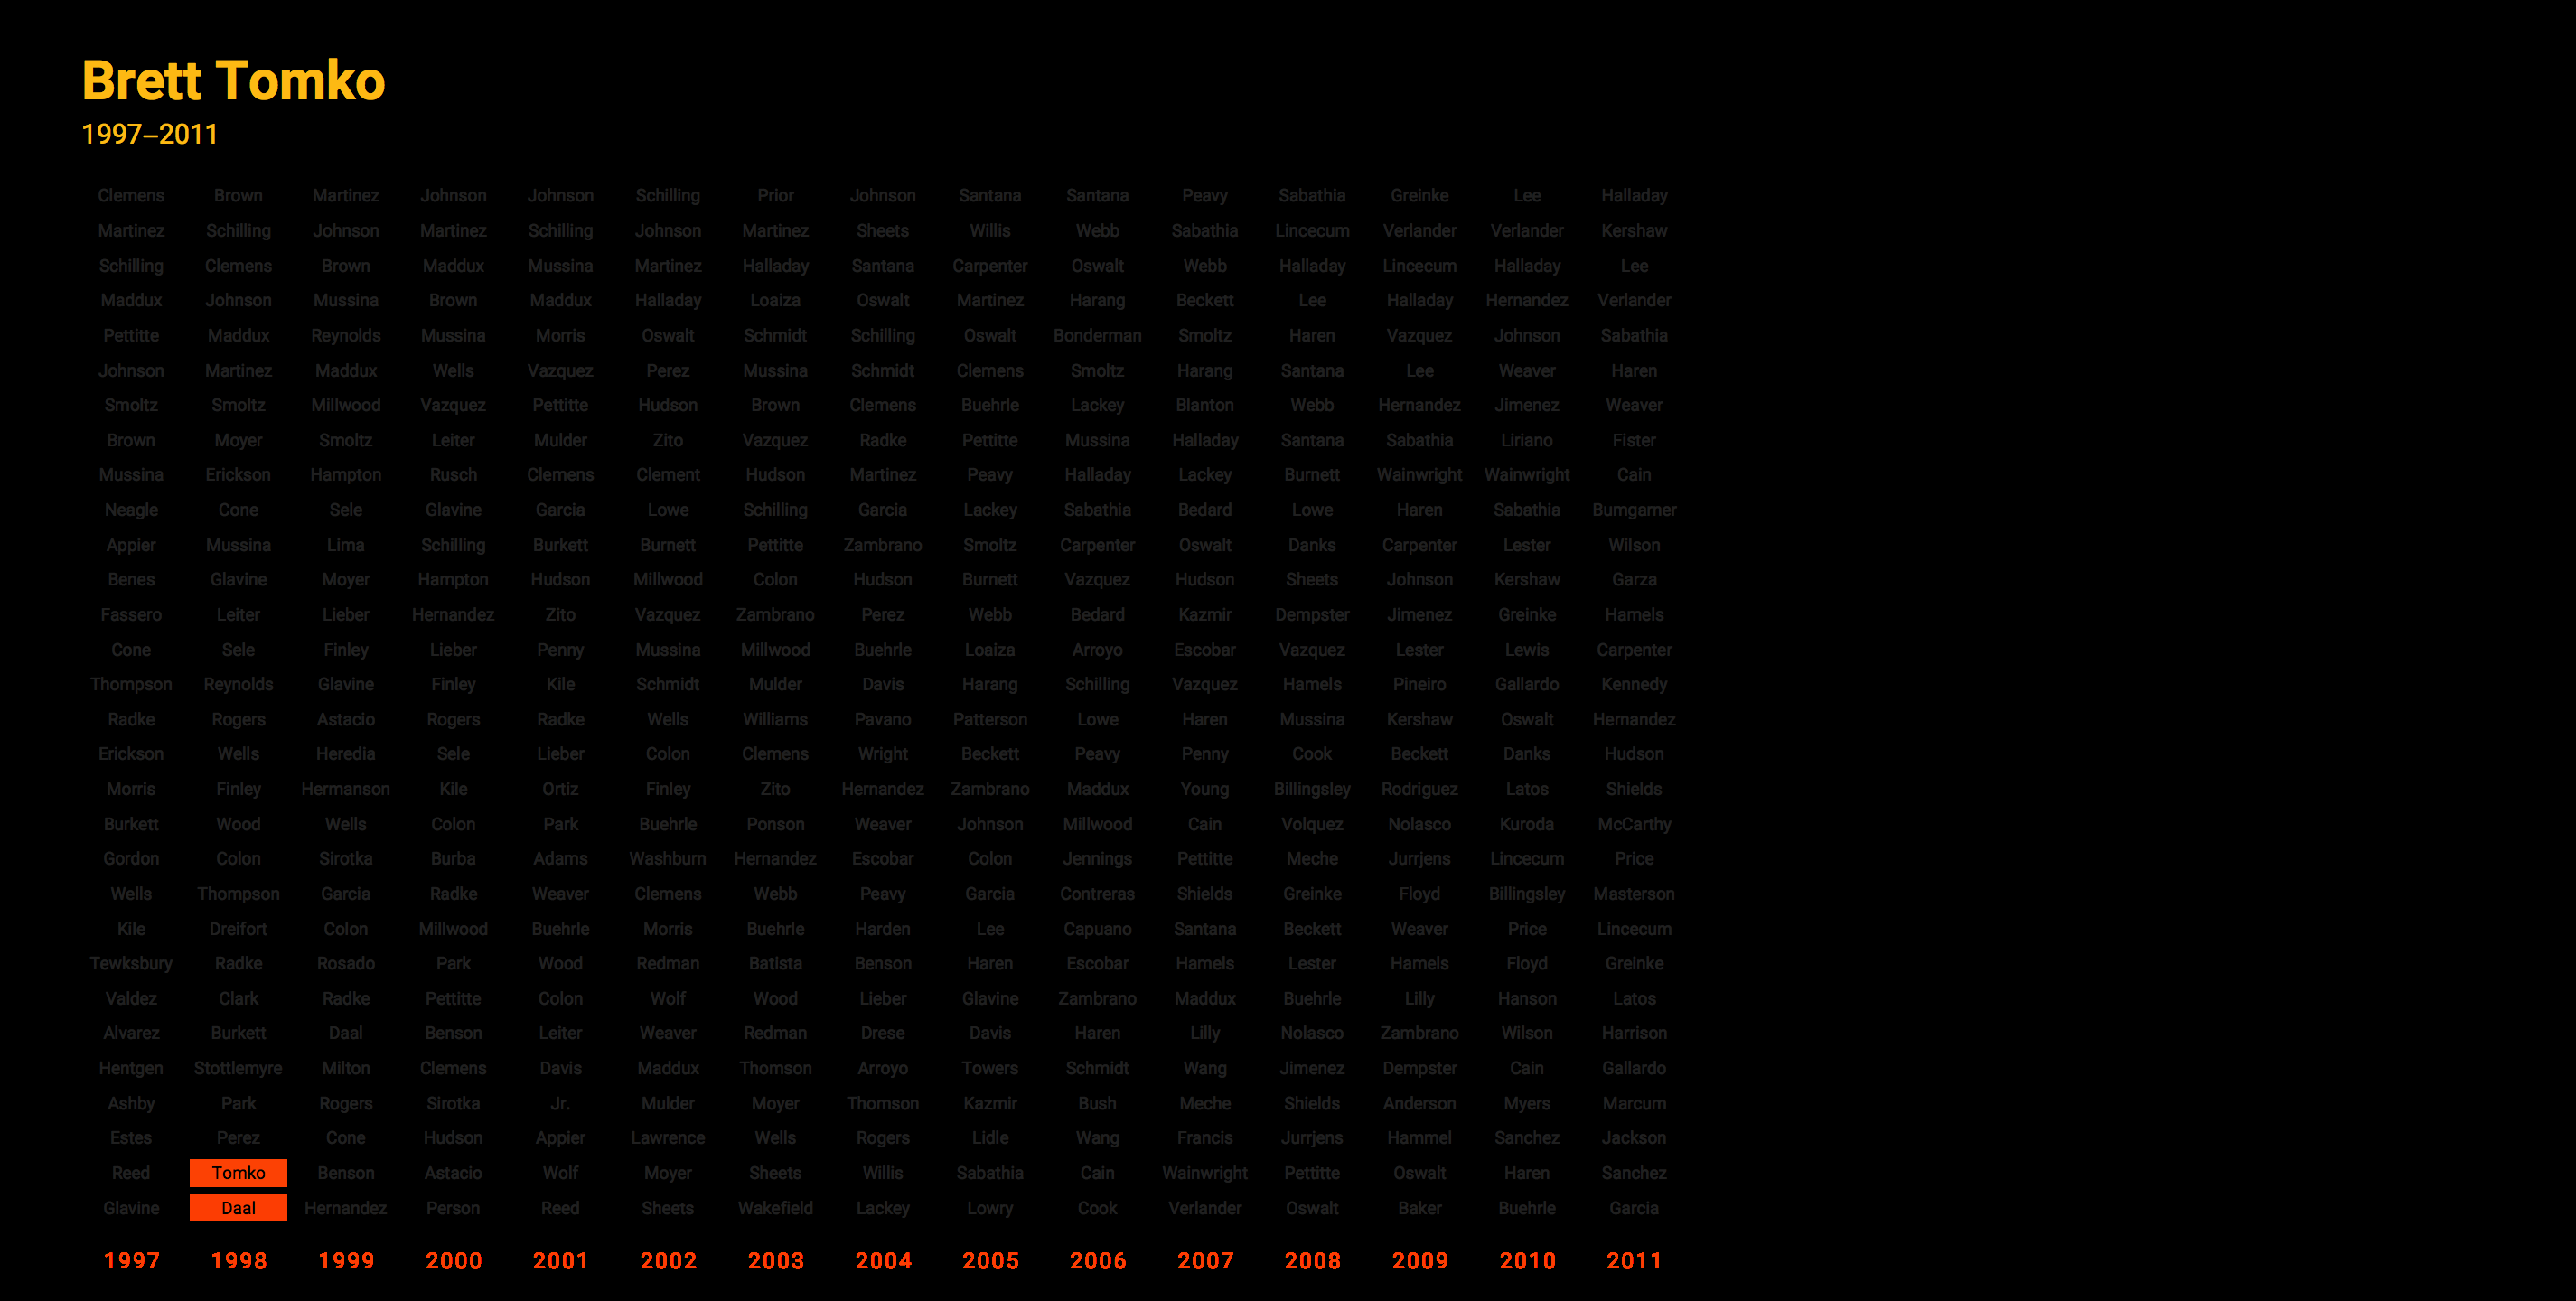 Brett Tomko
1997–2011
Clemens Brown Martinez Johnson Johnson Schilling Prior Johnson Santana Santana Peavy Sabathia Greinke Lee Halladay
Martinez Schilling Johnson Martinez Schilling Johnson Martinez Sheets Willis Webb Sabathia Lincecum Verlander Verlander Kershaw
Schilling Clemens Brown Maddux Mussina Martinez Halladay Santana Carpenter Oswalt Webb Halladay Lincecum Halladay Lee
Maddux Johnson Mussina Brown Maddux Halladay Loaiza Oswalt Martinez Harang Beckett Lee Halladay Hernandez Verlander
Pettitte Maddux Reynolds Mussina Morris Oswalt Schmidt Schilling Oswalt Bonderman Smoltz Haren Vazquez Johnson Sabathia
Johnson Martinez Maddux Wells Vazquez Perez Mussina Schmidt Clemens Smoltz Harang Santana Lee Weaver Haren
Smoltz Smoltz Millwood Vazquez Pettitte Hudson Brown Clemens Buehrle Lackey Blanton Webb Hernandez Jimenez Weaver
Brown Moyer Smoltz Leiter Mulder Zito Vazquez Radke Pettitte Mussina Halladay Santana Sabathia Liriano Fister
Mussina Erickson Hampton Rusch Clemens Clement Hudson Martinez Peavy Halladay Lackey Burnett Wainwright Wainwright Cain
Neagle Cone Sele Glavine Garcia Lowe Schilling Garcia Lackey Sabathia Bedard Lowe Haren Sabathia Bumgarner
Appier Mussina Lima Schilling Burkett Burnett Pettitte Zambrano Smoltz Carpenter Oswalt Danks Carpenter Lester Wilson
Benes Glavine Moyer Hampton Hudson Millwood Colon Hudson Burnett Vazquez Hudson Sheets Johnson Kershaw Garza
Fassero Leiter Lieber Hernandez Zito Vazquez Zambrano Perez Webb Bedard Kazmir Dempster Jimenez Greinke Hamels
Cone Sele Finley Lieber Penny Mussina Millwood Buehrle Loaiza Arroyo Escobar Vazquez Lester Lewis Carpenter
Thompson Reynolds Glavine Finley Kile Schmidt Mulder Davis Harang Schilling Vazquez Hamels Pineiro Gallardo Kennedy
Radke Rogers Astacio Rogers Radke Wells Williams Pavano Patterson Lowe Haren Mussina Kershaw Oswalt Hernandez
Erickson Wells Heredia Sele Lieber Colon Clemens Wright Beckett Peavy Penny Cook Beckett Danks Hudson
Morris Finley Hermanson Kile Ortiz Finley Zito Hernandez Zambrano Maddux Young Billingsley Rodriguez Latos Shields
Burkett Wood Wells Colon Park Buehrle Ponson Weaver Johnson Millwood Cain Volquez Nolasco Kuroda McCarthy
Gordon Colon Sirotka Burba Adams Washburn Hernandez Escobar Colon Jennings Pettitte Meche Jurrjens Lincecum Price
Wells Thompson Garcia Radke Weaver Clemens Webb Peavy Garcia Contreras Shields Greinke Floyd Billingsley Masterson
Kile Dreifort Colon Millwood Buehrle Morris Buehrle Harden Lee Capuano Santana Beckett Weaver Price Lincecum
Tewksbury Radke Rosado Park Wood Redman Batista Benson Haren Escobar Hamels Lester Hamels Floyd Greinke
Valdez Clark Radke Pettitte Colon Wolf Wood Lieber Glavine Zambrano Maddux Buehrle Lilly Hanson Latos
Alvarez Burkett Daal Benson Leiter Weaver Redman Drese Davis Haren Lilly Nolasco Zambrano Wilson Harrison
Hentgen Stottlemyre Milton Clemens Davis Maddux Thomson Arroyo Towers Schmidt Wang Jimenez Dempster Cain Gallardo
Ashby Park Rogers Sirotka Jr. Mulder Moyer Thomson Kazmir Bush Meche Shields Anderson Myers Marcum
Estes Perez Cone Hudson Appier Lawrence Wells Rogers Lidle Wang Francis Jurrjens Hammel Sanchez Jackson
Reed Tomko Benson Astacio Wolf Moyer Sheets Willis Sabathia Cain Wainwright Pettitte Oswalt Haren Sanchez
Glavine Daal Hernandez Person Reed Sheets Wakefield Lackey Lowry Cook Verlander Oswalt Baker Buehrle Garcia
1997 1998 1999 2000 2001 2002 2003 2004 2005 2006 2007 2008 2009 2010 2011